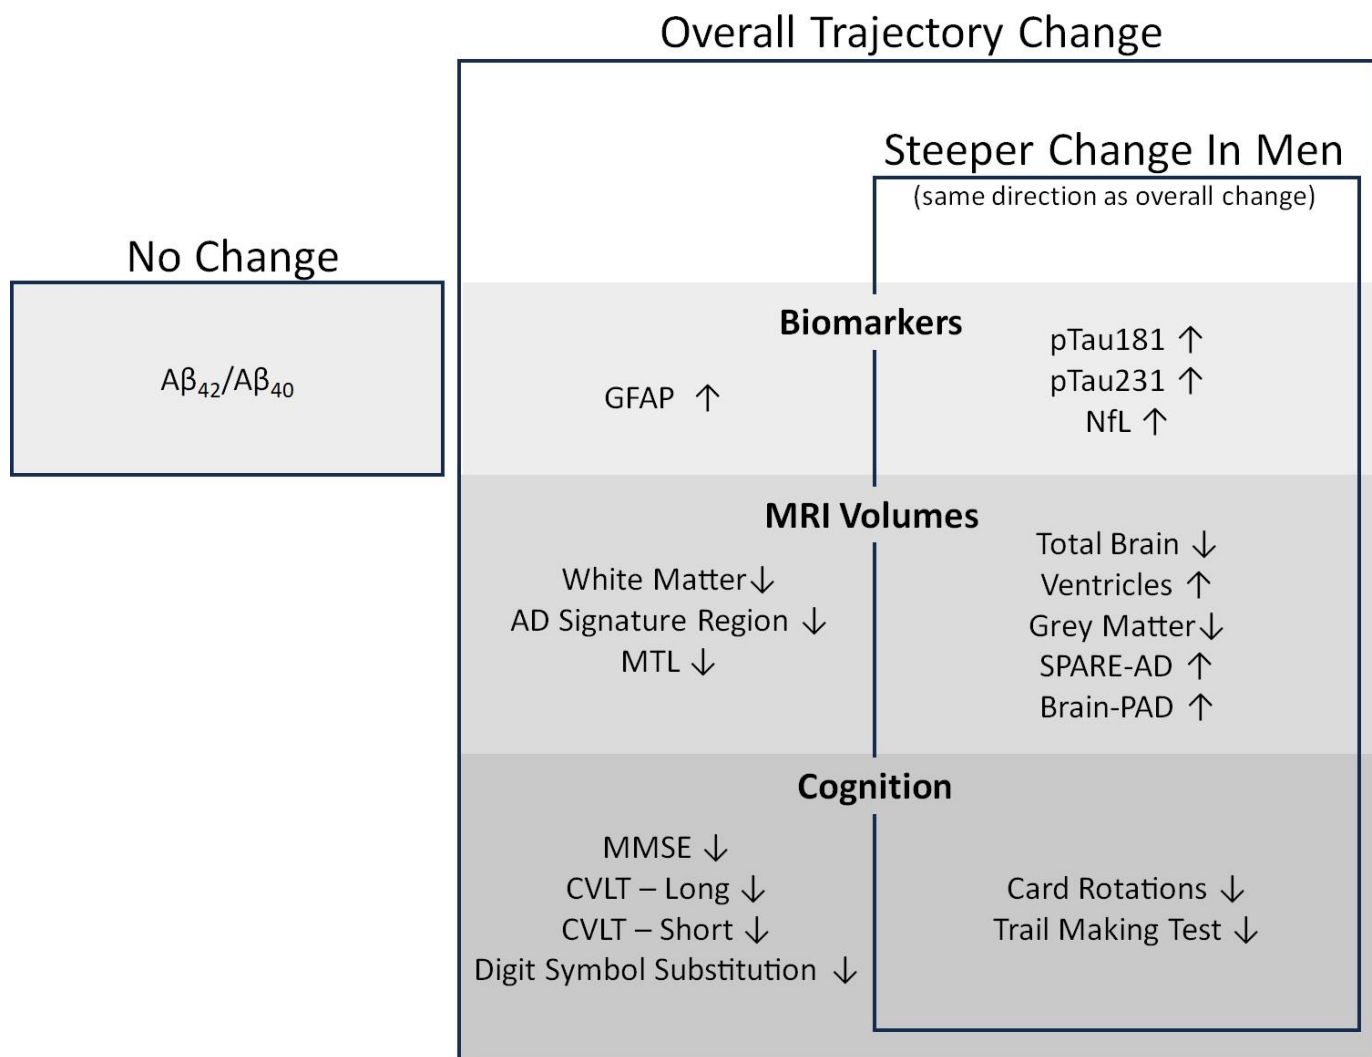 Overall Trajectory Change
Steeper Change In Men
(same direction as overall change)
No Change
Aβ₄₂/Aβ₄₀
Biomarkers
GFAP ↑
pTau181 ↑
pTau231 ↑
NfL ↑
MRI Volumes
White Matter↓
AD Signature Region ↓
MTL ↓
Total Brain ↓
Ventricles ↑
Grey Matter↓
SPARE-AD ↑
Brain-PAD ↑
Cognition
MMSE ↓
CVLT – Long ↓
CVLT – Short ↓
Digit Symbol Substitution ↓
Card Rotations ↓
Trail Making Test ↓